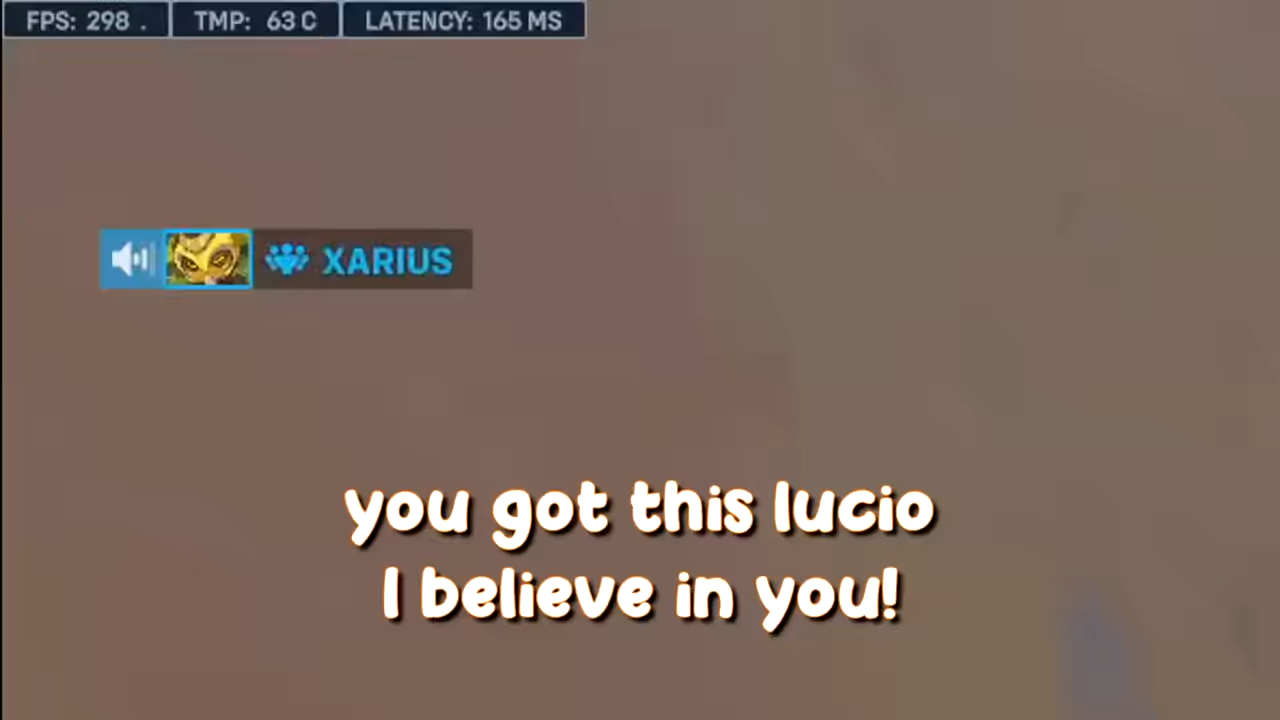 FPS: 298 . TMP: 63 C LATENCY: 165 MS
XARIUS
you got this lucio
I believe in you!